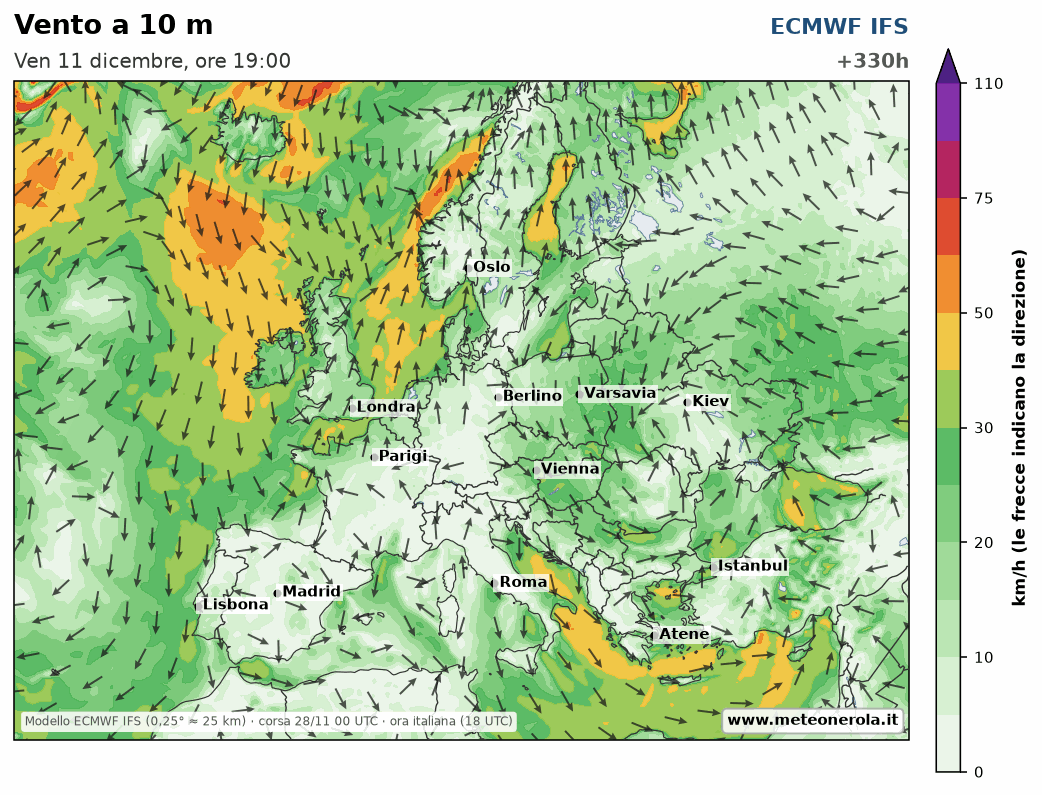 Vento a 10 m
ECMWF IFS
Ven 11 dicembre, ore 19:00
+330h
110
75
50
30
20
10
0
km/h (le frecce indicano la direzione)
Oslo
Berlino
Varsavia
Kiev
Londra
Parigi
Vienna
Istanbul
Roma
Madrid
Lisbona
Atene
Modello ECMWF IFS (0,25° ≈ 25 km) · corsa 28/11 00 UTC · ora italiana (18 UTC)
www.meteonerola.it